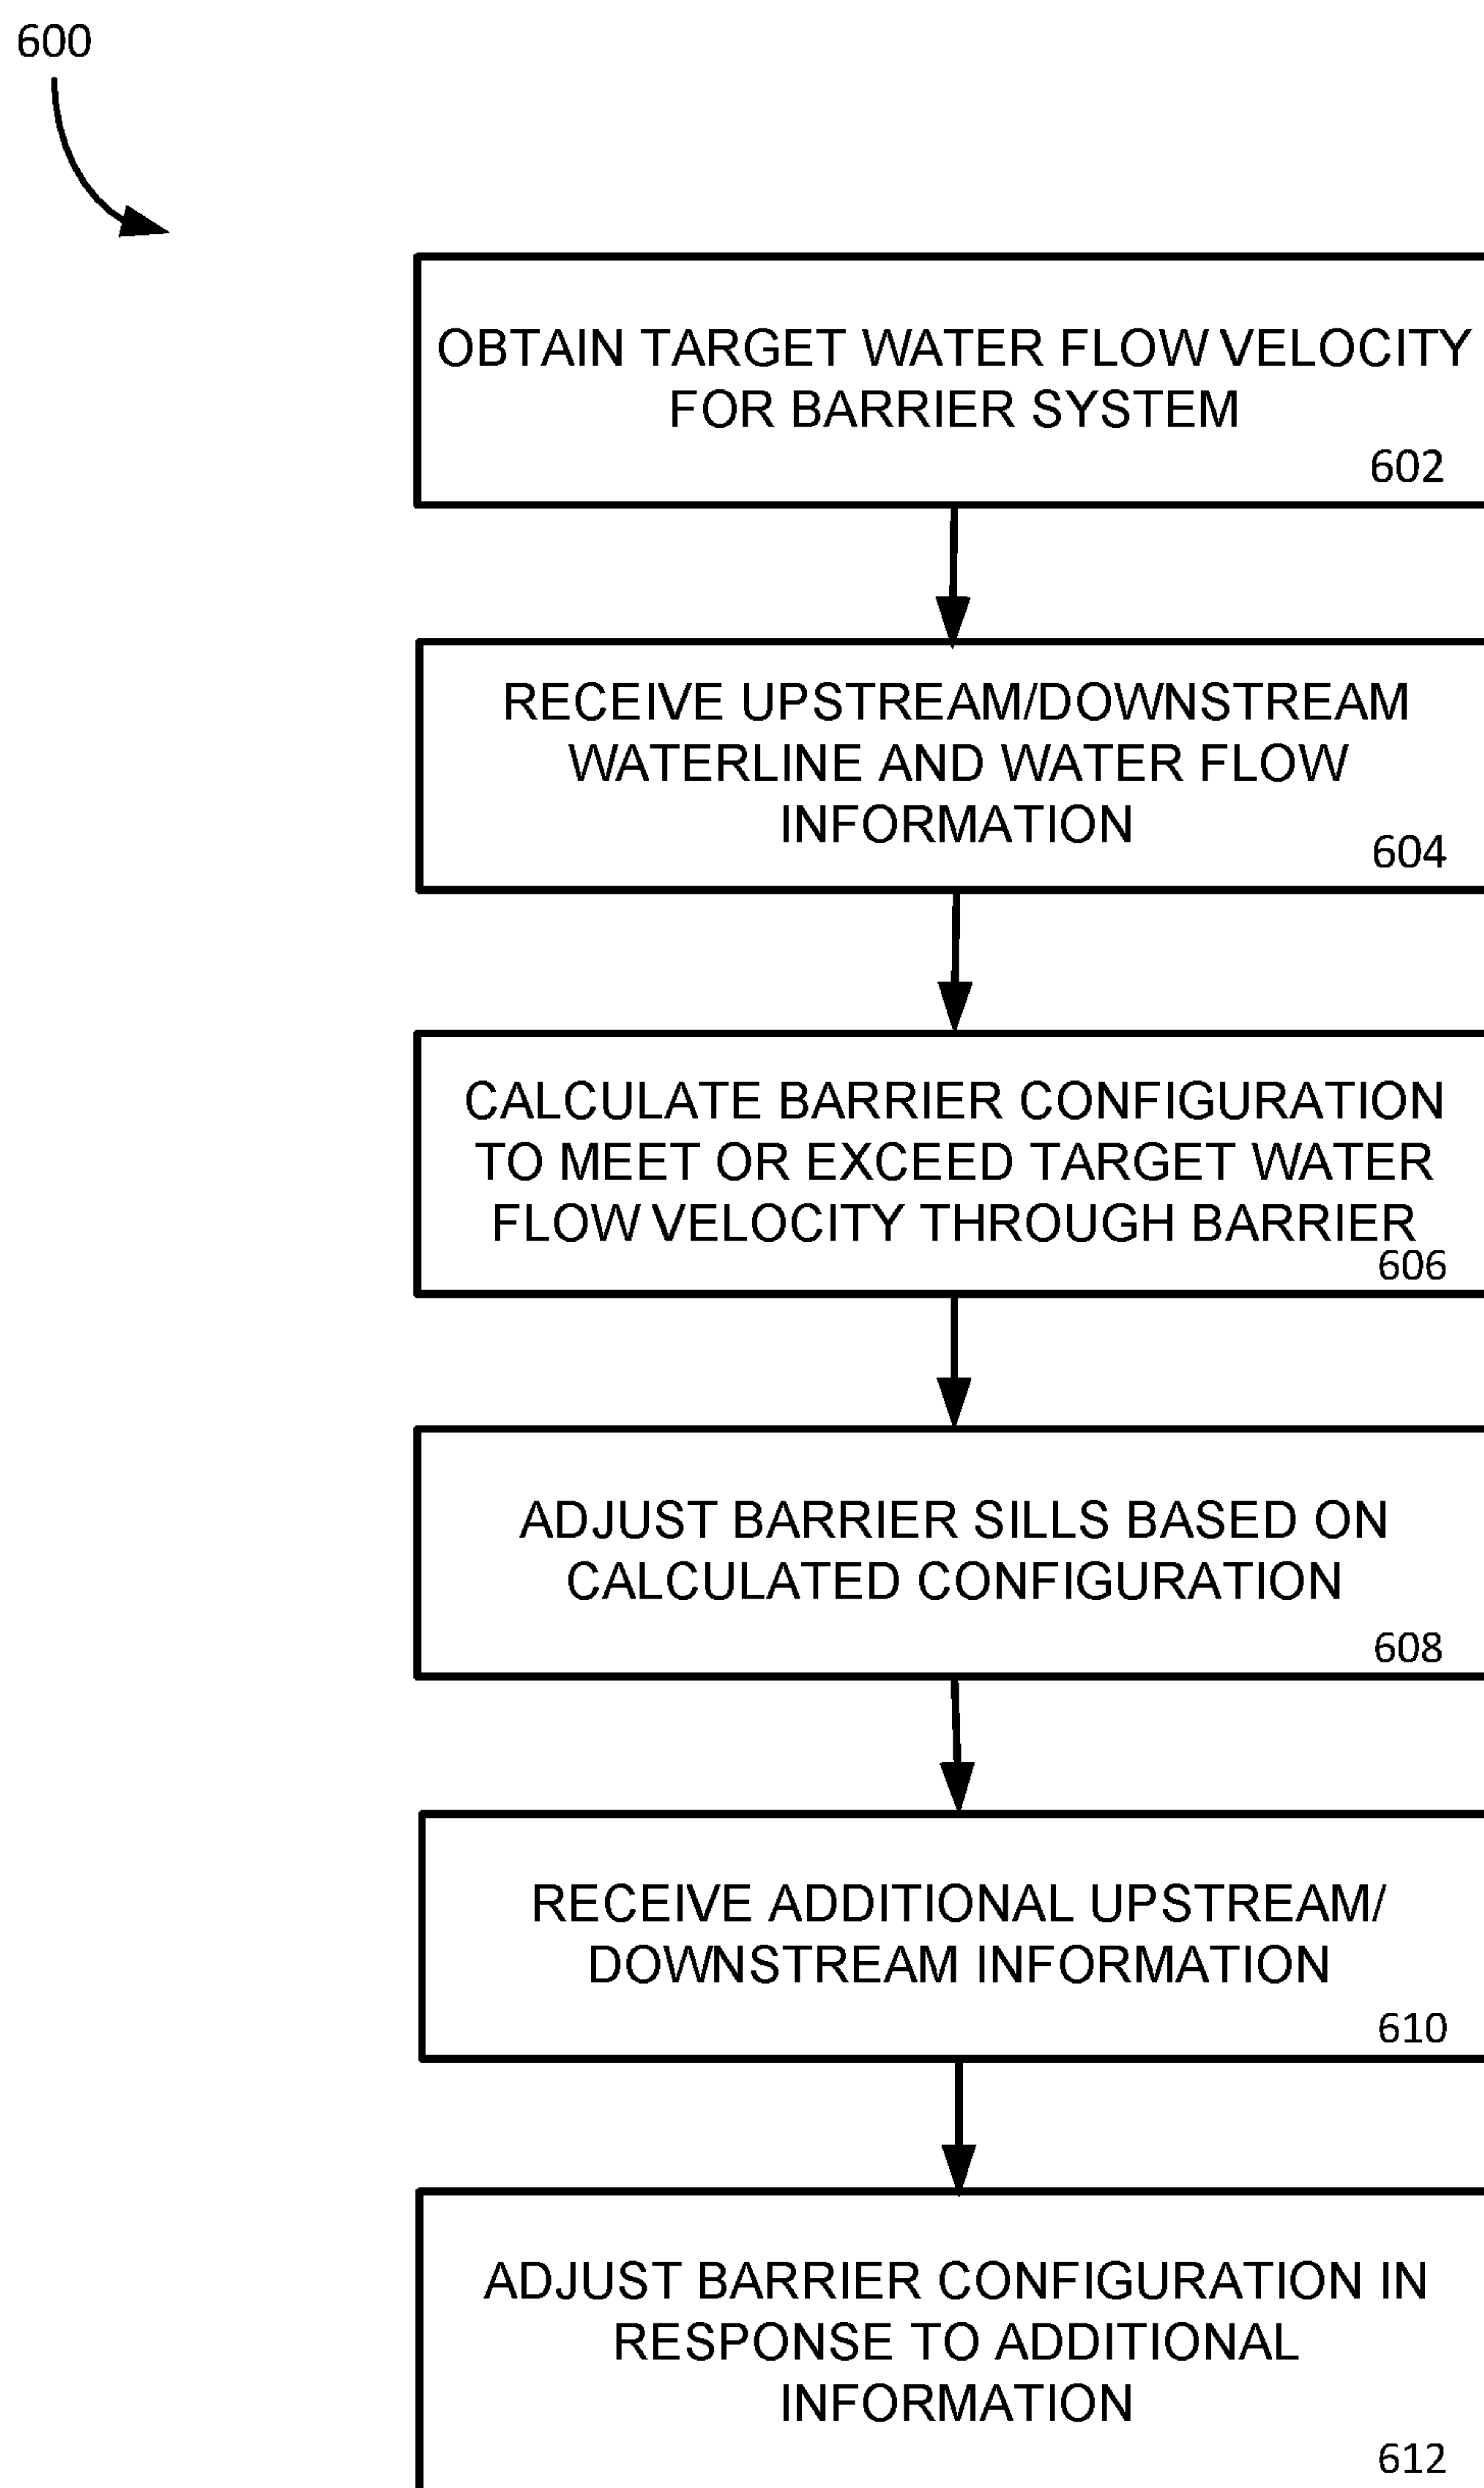 600
OBTAIN TARGET WATER FLOW VELOCITY
FOR BARRIER SYSTEM
602
RECEIVE UPSTREAM/DOWNSTREAM
WATERLINE AND WATER FLOW
INFORMATION
604
CALCULATE BARRIER CONFIGURATION
TO MEET OR EXCEED TARGET WATER
FLOW VELOCITY THROUGH BARRIER
606
ADJUST BARRIER SILLS BASED ON
CALCULATED CONFIGURATION
608
RECEIVE ADDITIONAL UPSTREAM/
DOWNSTREAM INFORMATION
610
ADJUST BARRIER CONFIGURATION IN
RESPONSE TO ADDITIONAL
INFORMATION
612